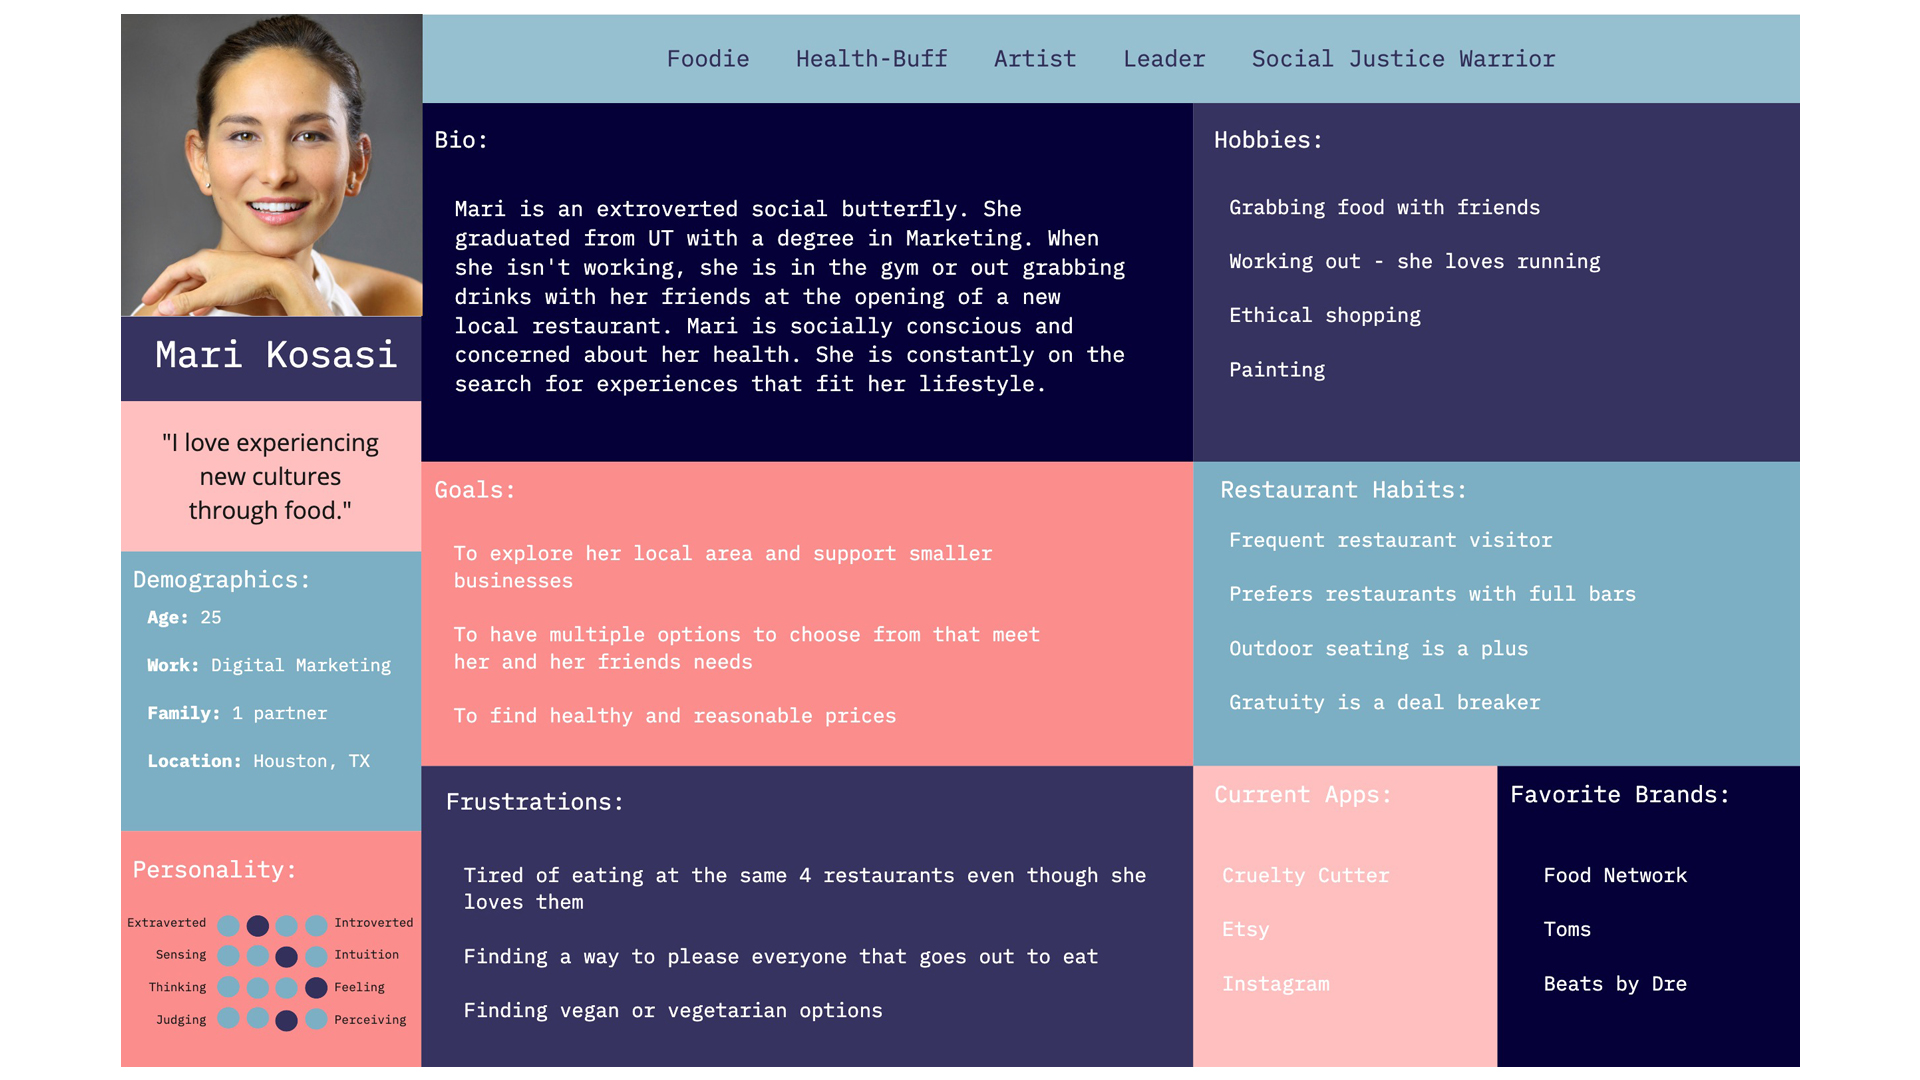 Foodie Health-Buff Artist Leader Social Justice Warrior
Mari Kosasi
"I love experiencing
new cultures
through food."
Demographics:
Age: 25
Work: Digital Marketing
Family: 1 partner
Location: Houston, TX
Personality:
Extraverted Introverted
Sensing Intuition
Thinking Feeling
Judging Perceiving
Bio:
Mari is an extroverted social butterfly. She
graduated from UT with a degree in Marketing. When
she isn't working, she is in the gym or out grabbing
drinks with her friends at the opening of a new
local restaurant. Mari is socially conscious and
concerned about her health. She is constantly on the
search for experiences that fit her lifestyle.
Hobbies:
Grabbing food with friends
Working out - she loves running
Ethical shopping
Painting
Goals:
To explore her local area and support smaller
businesses
To have multiple options to choose from that meet
her and her friends needs
To find healthy and reasonable prices
Restaurant Habits:
Frequent restaurant visitor
Prefers restaurants with full bars
Outdoor seating is a plus
Gratuity is a deal breaker
Frustrations:
Tired of eating at the same 4 restaurants even though she
loves them
Finding a way to please everyone that goes out to eat
Finding vegan or vegetarian options
Current Apps:
Cruelty Cutter
Etsy
Instagram
Favorite Brands:
Food Network
Toms
Beats by Dre